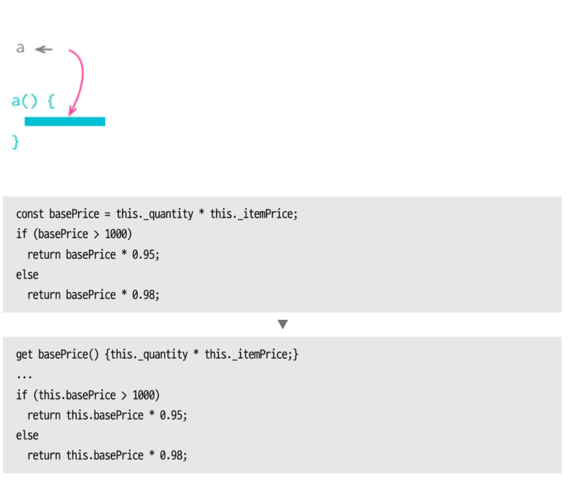 a
a() {
}
const basePrice = this._quantity * this._itemPrice;
if (basePrice > 1000)
return basePrice * 0.95;
else
return basePrice * 0.98;
get basePrice() {this._quantity * this._itemPrice;}
...
if (this.basePrice > 1000)
return this.basePrice * 0.95;
else
return this.basePrice * 0.98;